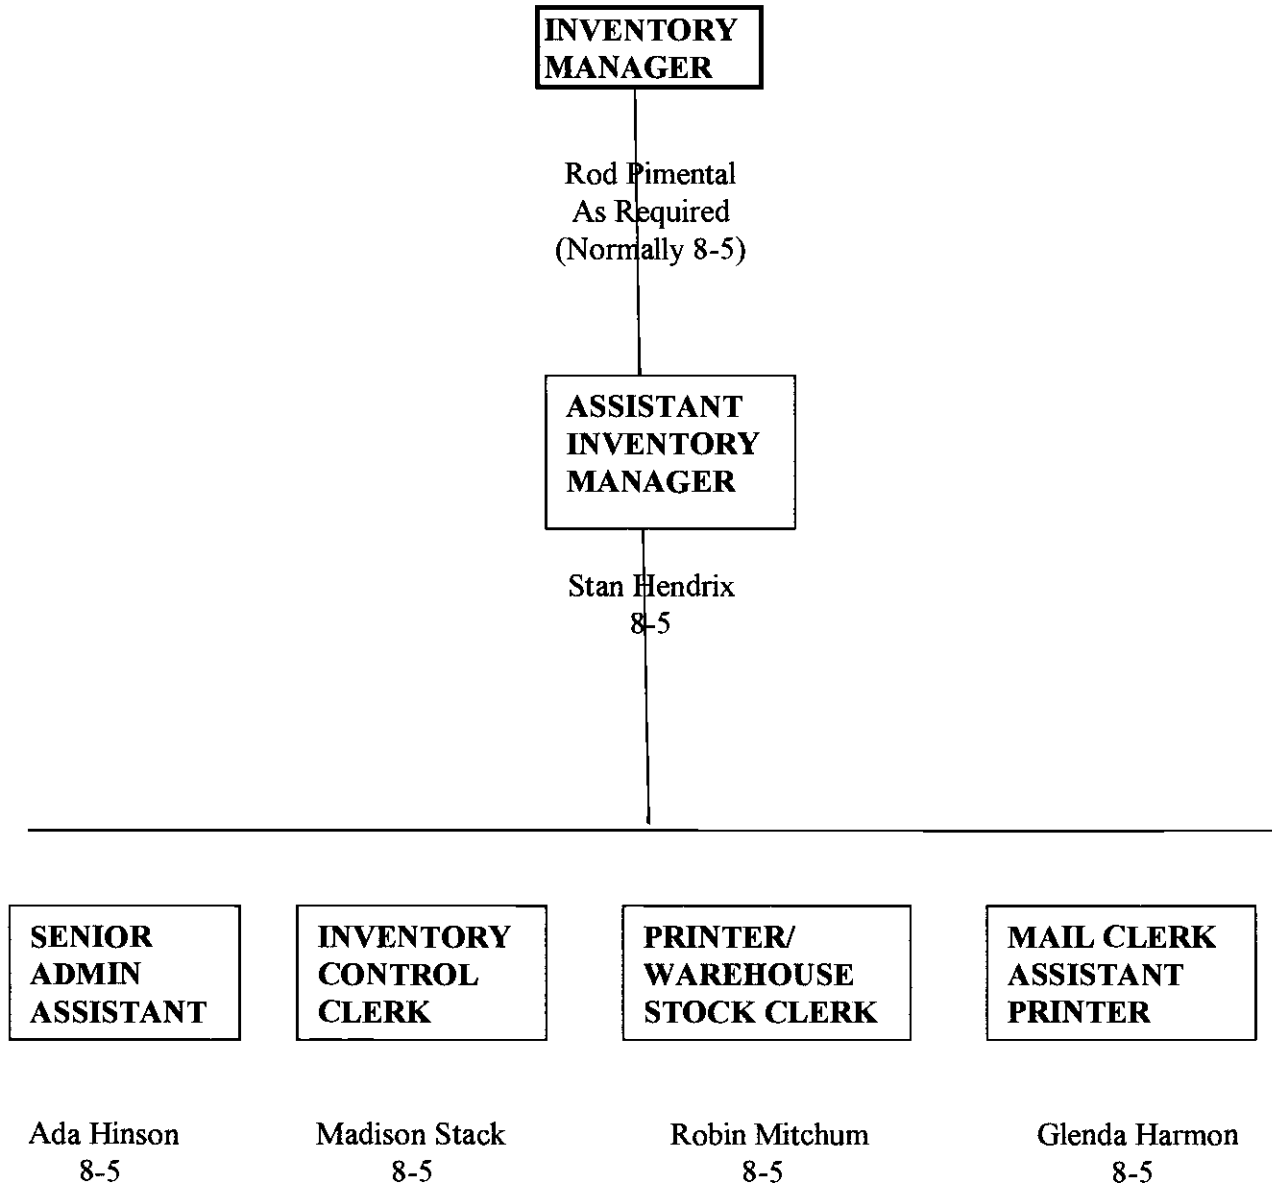 INVENTORY
MANAGER
Rod Pimental
As Required
(Normally 8-5)
ASSISTANT
INVENTORY
MANAGER
Stan Hendrix
8-5
SENIOR
ADMIN
ASSISTANT
INVENTORY
CONTROL
CLERK
PRINTER/
WAREHOUSE
STOCK CLERK
MAIL CLERK
ASSISTANT
PRINTER
Ada Hinson
8-5
Madison Stack
8-5
Robin Mitchum
8-5
Glenda Harmon
8-5